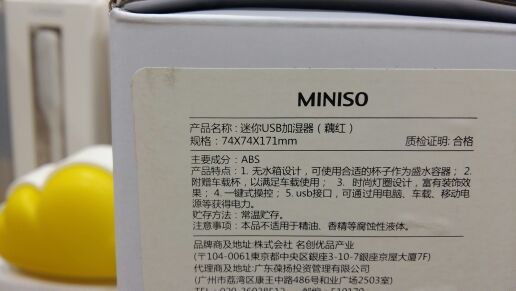 MINISO
产品名称: 迷你USB加湿器（藕红）
规格: 74X74X171mm 质检证明: 合格
主要成分: ABS
产品特点: 1. 无水箱设计, 可使用合适的杯子作为盛水容器; 2.
附赠车载杯, 以满足车载使用; 3. 时尚灯圈设计, 富有装饰效
果; 4. 一键式操控; 5. usb接口, 可通过用电脑、车载、移动电
源等获得电力。
贮存方法: 常温贮存。
注意事项: 本品不用于精油、香精等腐蚀性液体。
品牌商及地址: 株式会社 名创优品产业
(〒104-0061東京都中央区銀座3-10-7銀座京屋大厦7F)
代理商及地址: 广东葆扬投资管理有限公司
(广州市荔湾区康王中路486号和业广场2503室)